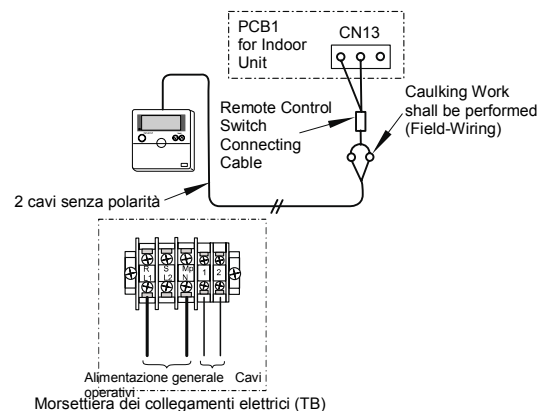 PCB1
for Indoor
Unit
CN13
Remote Control
Switch
Connecting
Cable
Caulking Work
shall be performed
(Field-Wiring)
2 cavi senza polarità
R
L1
S
L2
Mp
N
1
2
Alimentazione generale Cavi
operativi
Morsettiera dei collegamenti elettrici (TB)